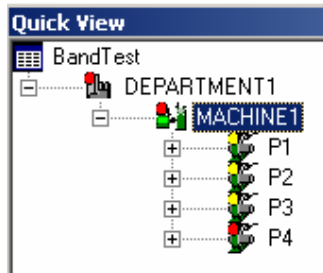 Quick View
BandTest
DEPARTMENT1
MACHINE1
P1
P2
P3
P4